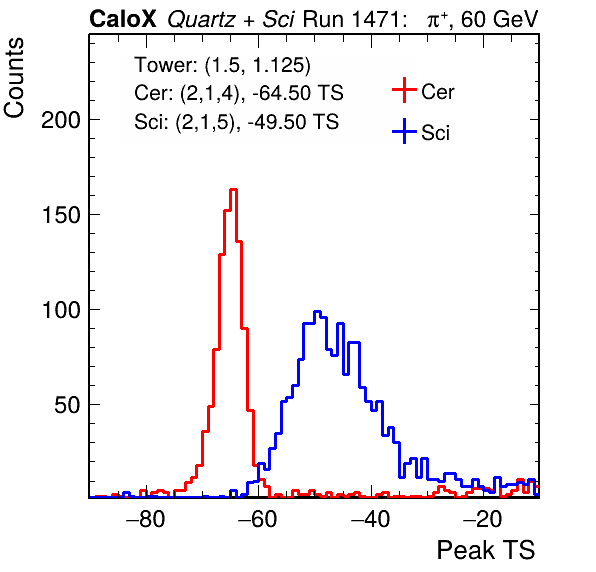 CaloX Quartz + Sci Run 1471: π⁺, 60 GeV
Counts
Tower: (1.5, 1.125)
Cer: (2,1,4), -64.50 TS
Sci: (2,1,5), -49.50 TS
Cer
Sci
200
150
100
50
−80 −60 −40 −20
Peak TS